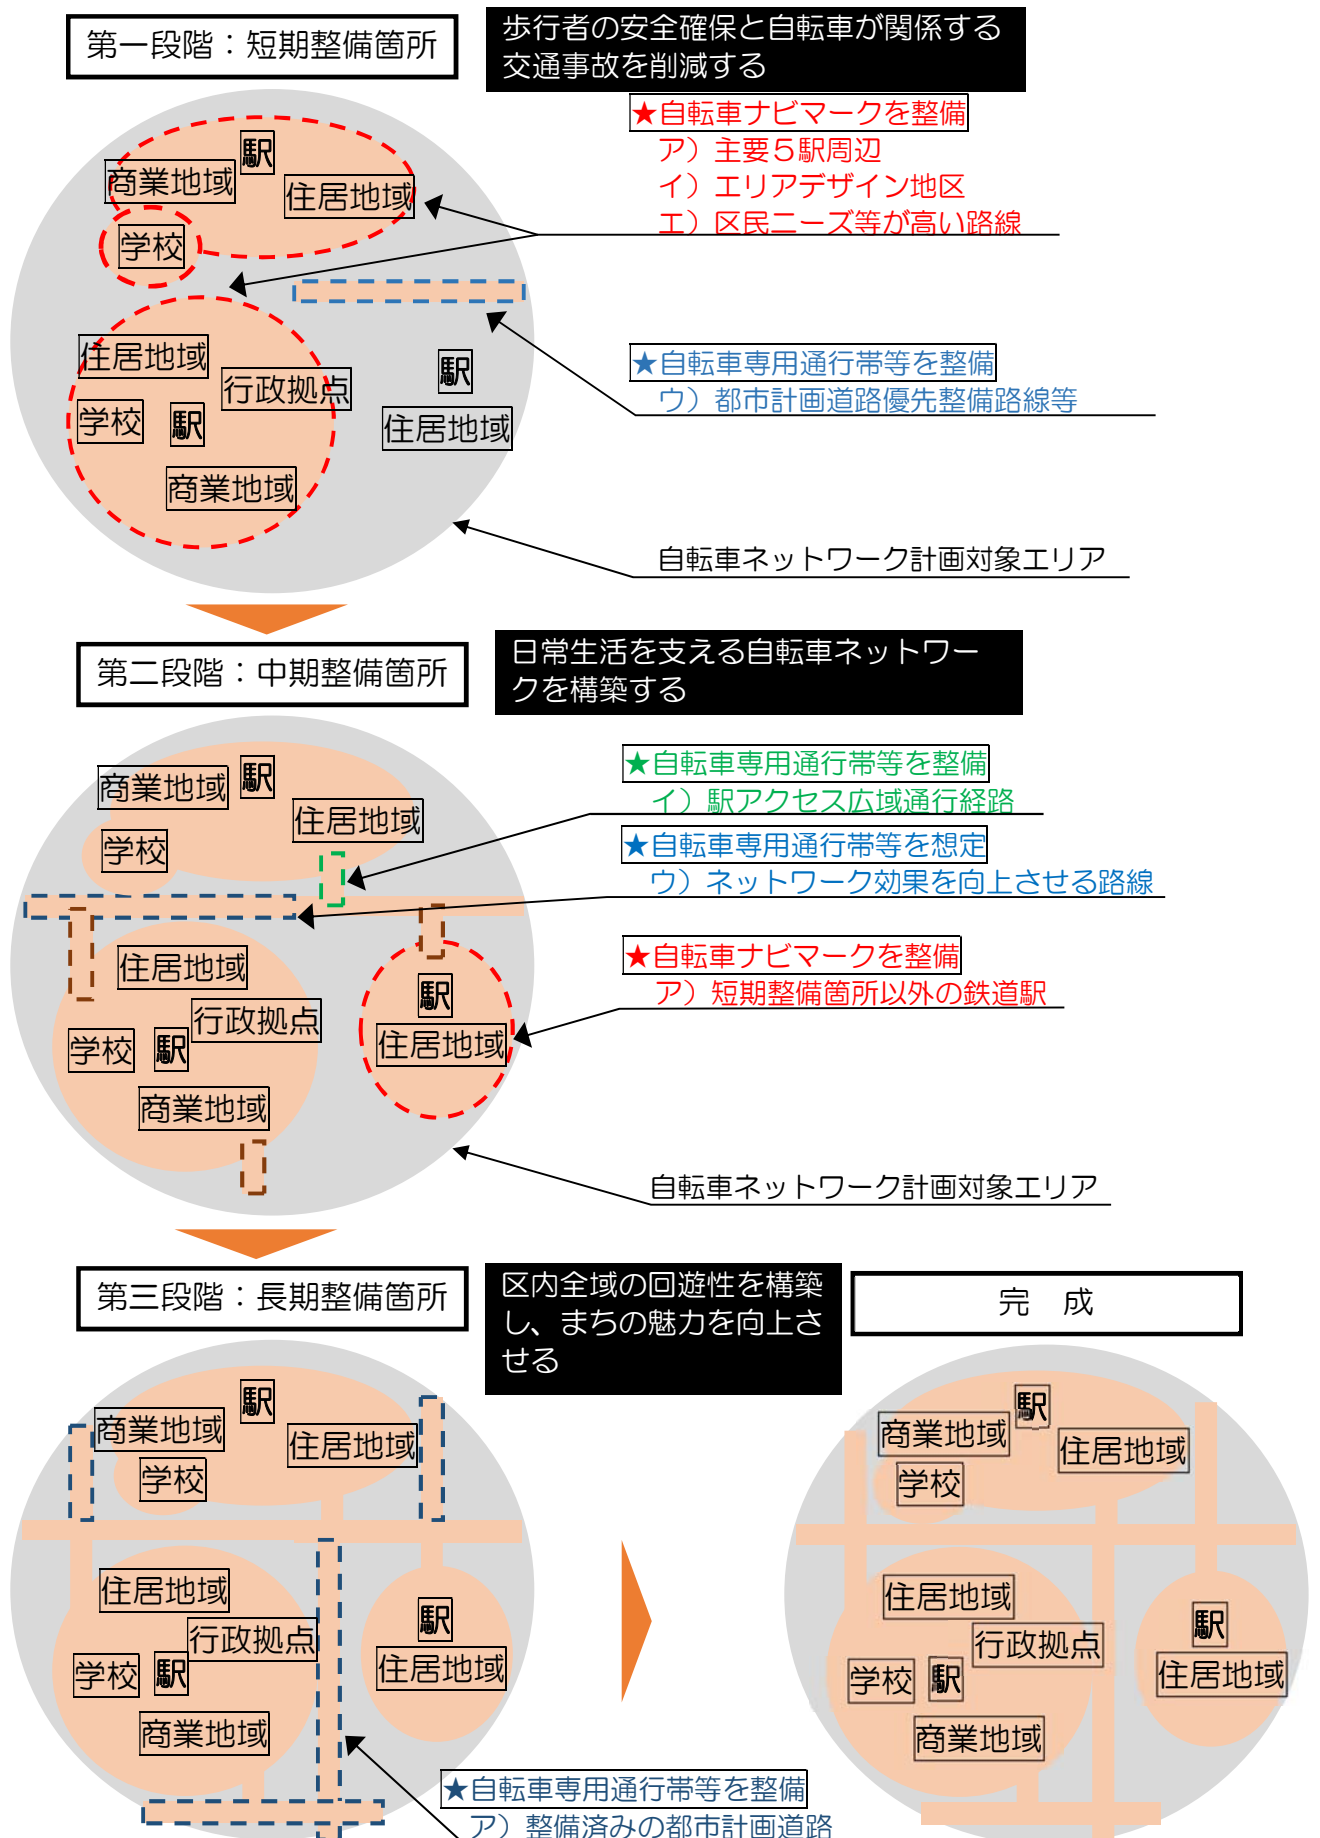 第一段階：短期整備箇所
歩行者の安全確保と自転車が関係する
交通事故を削減する
★自転車ナビマークを整備
ア）主要５駅周辺
イ）エリアデザイン地区
エ）区民ニーズ等が高い路線
駅
商業地域
住居地域
学校
★自転車専用通行帯等を整備
ウ）都市計画道路優先整備路線等
住居地域
行政拠点
駅
学校
駅
住居地域
商業地域
自転車ネットワーク計画対象エリア
第二段階：中期整備箇所
日常生活を支える自転車ネットワー
クを構築する
★自転車専用通行帯等を整備
イ）駅アクセス広域通行経路
★自転車専用通行帯等を想定
ウ）ネットワーク効果を向上させる路線
★自転車ナビマークを整備
ア）短期整備箇所以外の鉄道駅
駅
商業地域
住居地域
学校
住居地域
行政拠点
駅
学校
駅
住居地域
商業地域
自転車ネットワーク計画対象エリア
第三段階：長期整備箇所
区内全域の回遊性を構築
し、まちの魅力を向上さ
せる
駅
商業地域
住居地域
学校
住居地域
行政拠点
駅
学校
駅
住居地域
商業地域
★自転車専用通行帯等を整備
ア）整備済みの都市計画道路
完　成
駅
商業地域
住居地域
学校
住居地域
行政拠点
駅
学校
駅
住居地域
商業地域